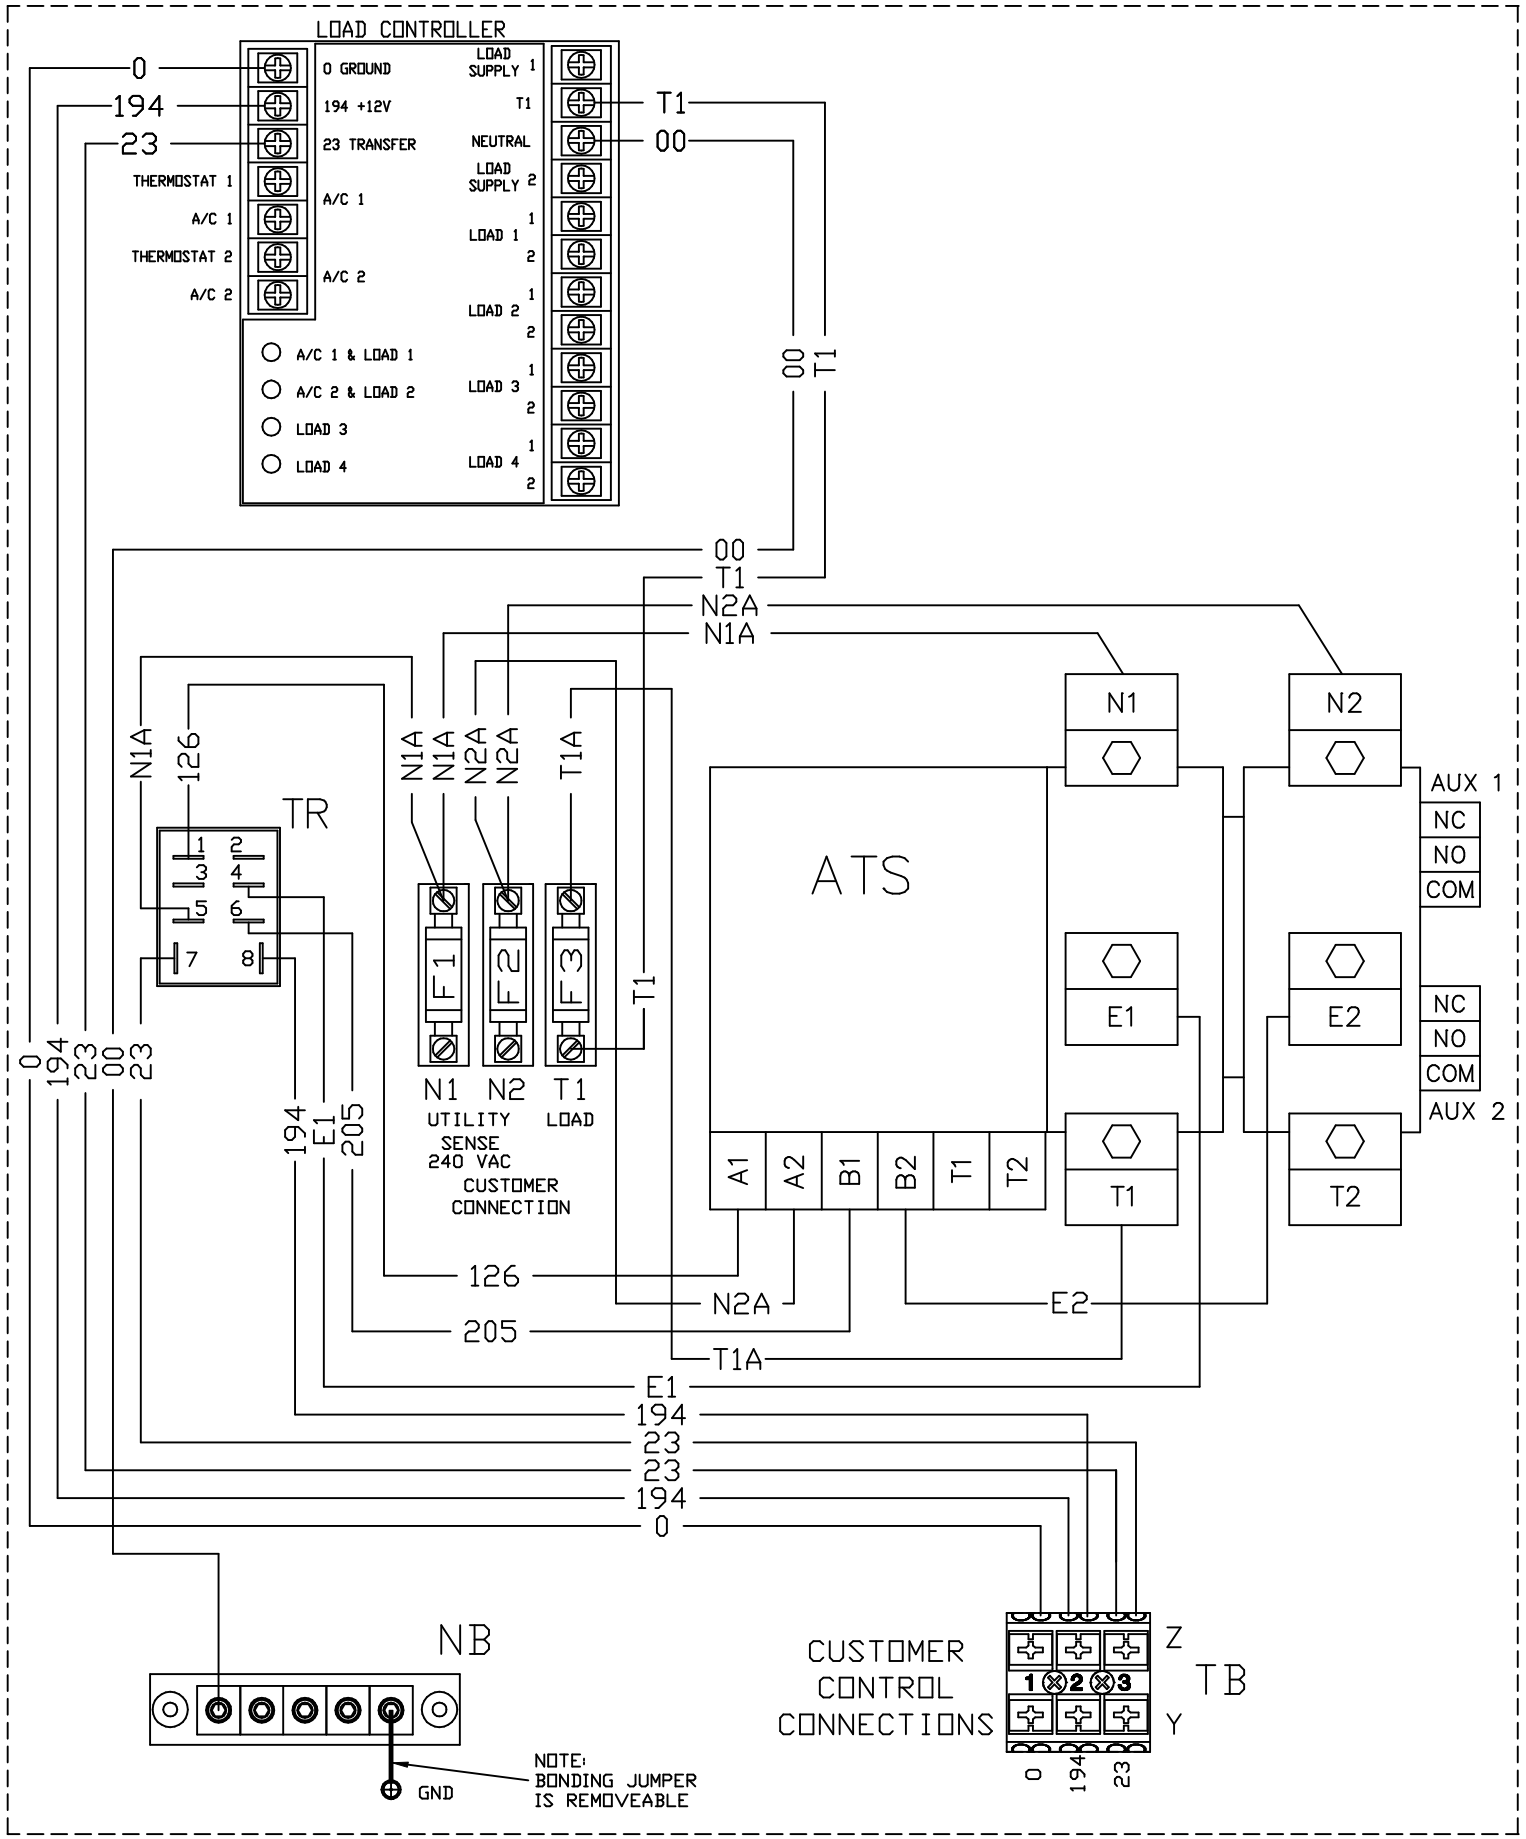 LOAD CONTROLLER
0
194
23
THERMOSTAT 1
A/C 1
THERMOSTAT 2
A/C 2
0 GROUND
194 +12V
23 TRANSFER
A/C 1
A/C 2
A/C 1 & LOAD 1
A/C 2 & LOAD 2
LOAD 3
LOAD 4
LOAD
SUPPLY 1
T1
NEUTRAL
LOAD
SUPPLY 2
1
LOAD 1
2
1
LOAD 2
2
1
LOAD 3
2
1
LOAD 4
2
T1
00
00
T1
00
T1
N2A
N1A
N1A
126
N1A
N1A
N2A
N2A
T1A
TR
1
2
3
4
5
6
7
8
F1
F2
F3
T1
N1
N2
T1
UTILITY
SENSE
240 VAC
LOAD
CUSTOMER
CONNECTION
ATS
A1
A2
B1
B2
T1
T2
N1
N2
E1
E2
T1
T2
AUX 1
NC
NO
COM
NC
NO
COM
AUX 2
0
194
23
00
23
194
E1
205
126
N2A
E2
205
T1A
E1
194
23
23
194
0
NB
GND
NOTE:
BONDING JUMPER
IS REMOVEABLE
CUSTOMER
CONTROL
CONNECTIONS
Z
TB
1
2
3
Y
0
194
23